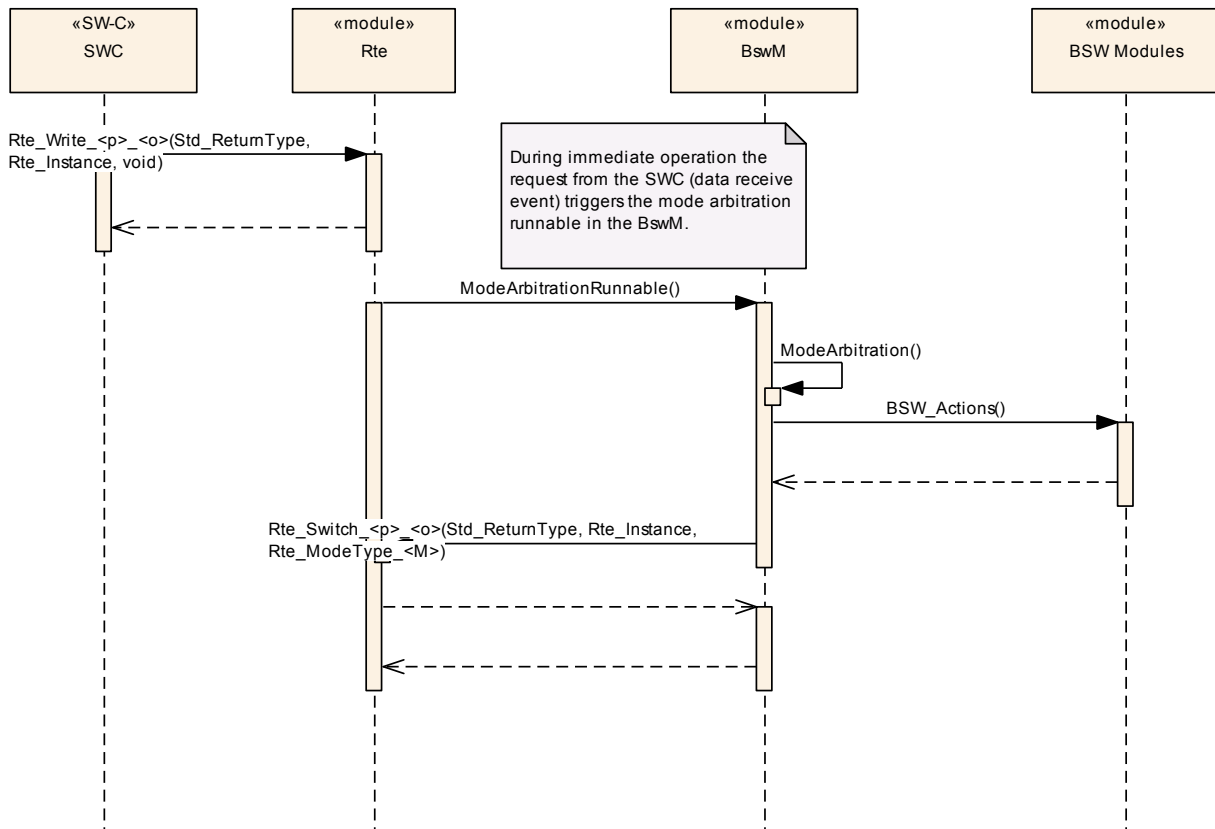 «SW-C»
SWC
«module»
Rte
«module»
BswM
«module»
BSW Modules
Rte_Write_<p>_<o>(Std_ReturnType,
Rte_Instance, void)
During immediate operation the
request from the SWC (data receive
event) triggers the mode arbitration
runnable in the BswM.
ModeArbitrationRunnable()
ModeArbitration()
BSW_Actions()
Rte_Switch_<p>_<o>(Std_ReturnType, Rte_Instance,
Rte_ModeType_<M>)